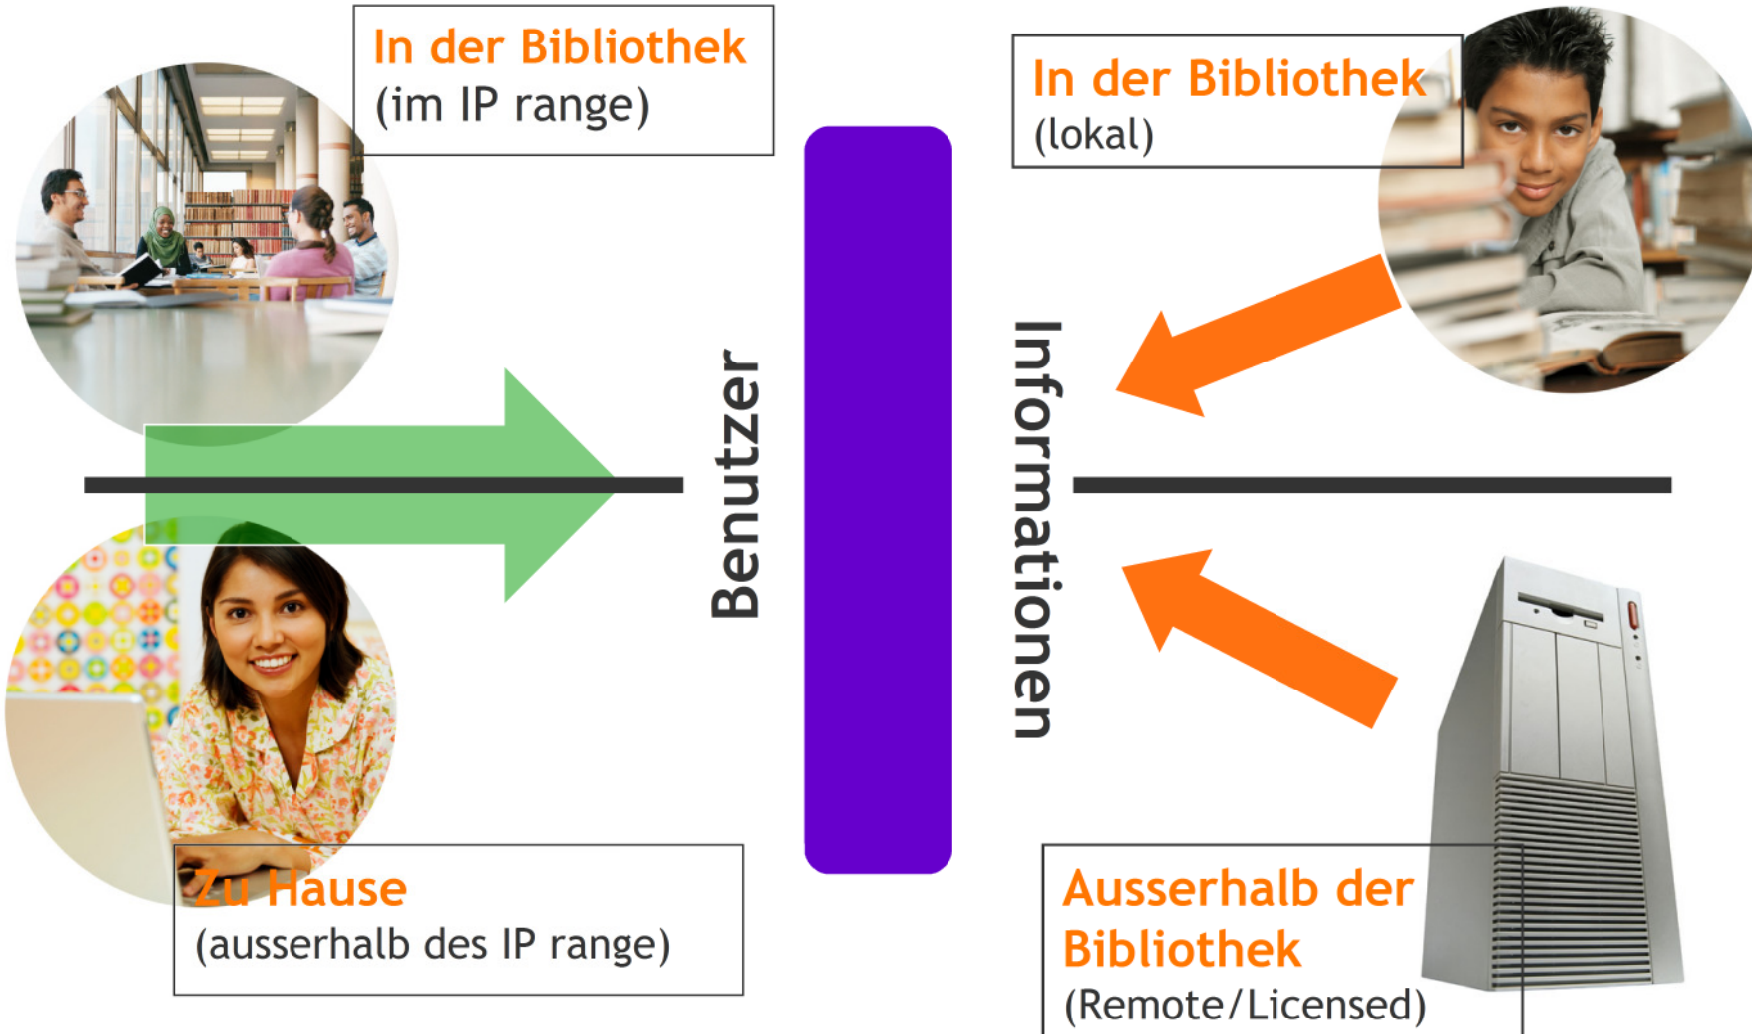 In der Bibliothek
(im IP range)
In der Bibliothek
(lokal)
Benutzer
Informationen
Zu Hause
(ausserhalb des IP range)
Ausserhalb der
Bibliothek
(Remote/Licensed)